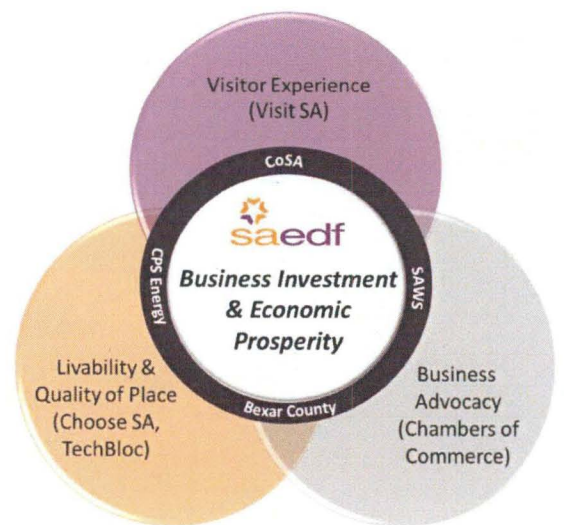 Visitor Experience
(Visit SA)
CoSA
saedf
CPS Energy
SAWS
Business Investment
& Economic
Prosperity
Bexar County
Livability &
Quality of Place
(Choose SA,
TechBloc)
Business
Advocacy
(Chambers of
Commerce)